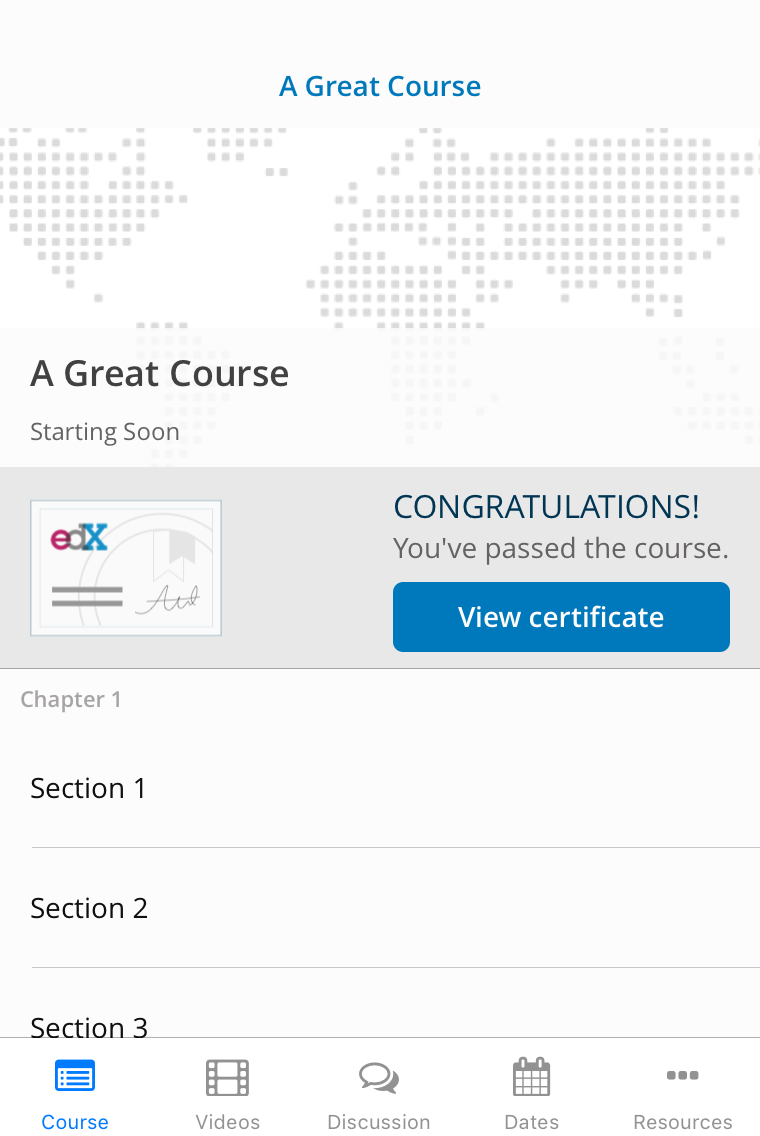 A Great Course
A Great Course
Starting Soon
edX
CONGRATULATIONS!
You've passed the course.
View certificate
Chapter 1
Section 1
Section 2
Section 3
Course Videos Discussion Dates Resources